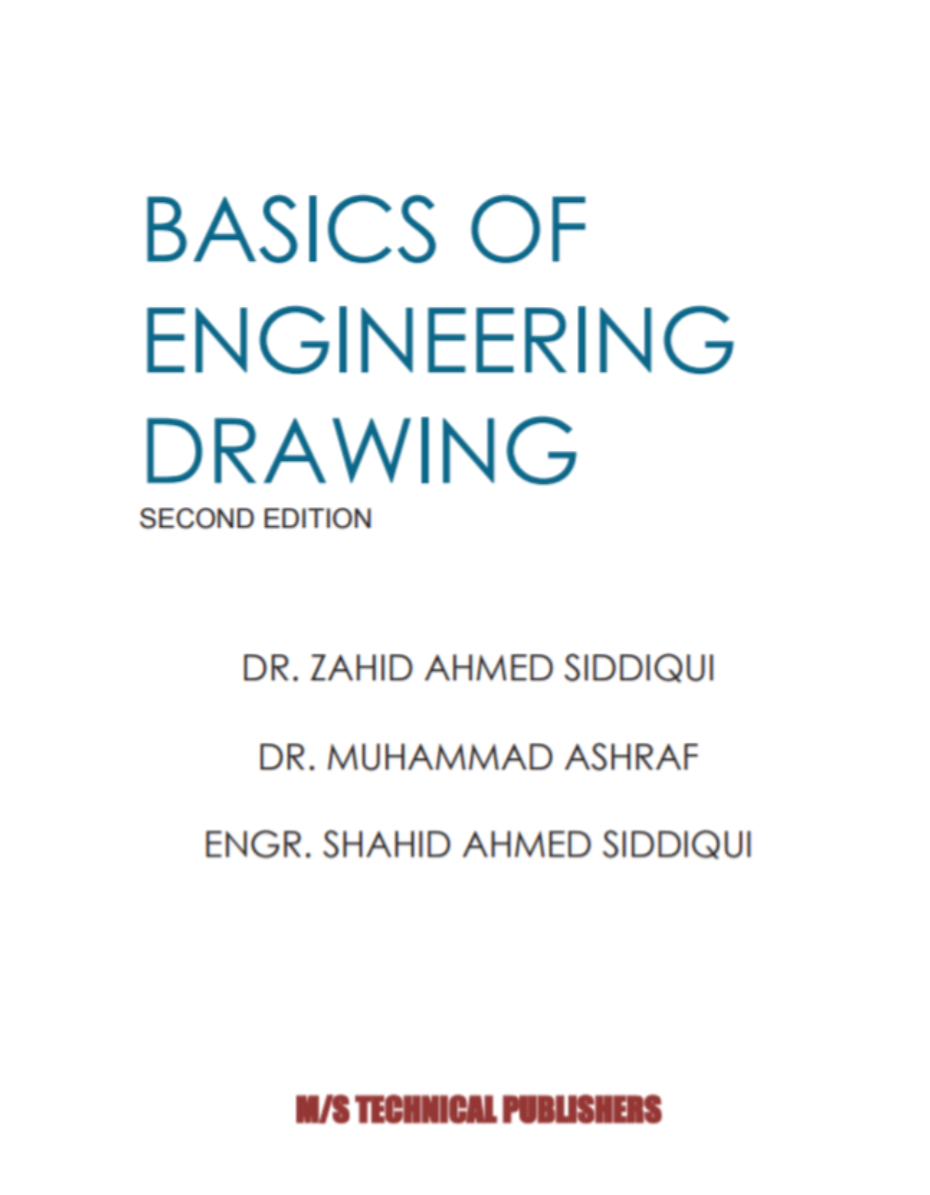 BASICS OF
ENGINEERING
DRAWING
SECOND EDITION
DR. ZAHID AHMED SIDDIQUI
DR. MUHAMMAD ASHRAF
ENGR. SHAHID AHMED SIDDIQUI
M/S TECHNICAL PUBLISHERS